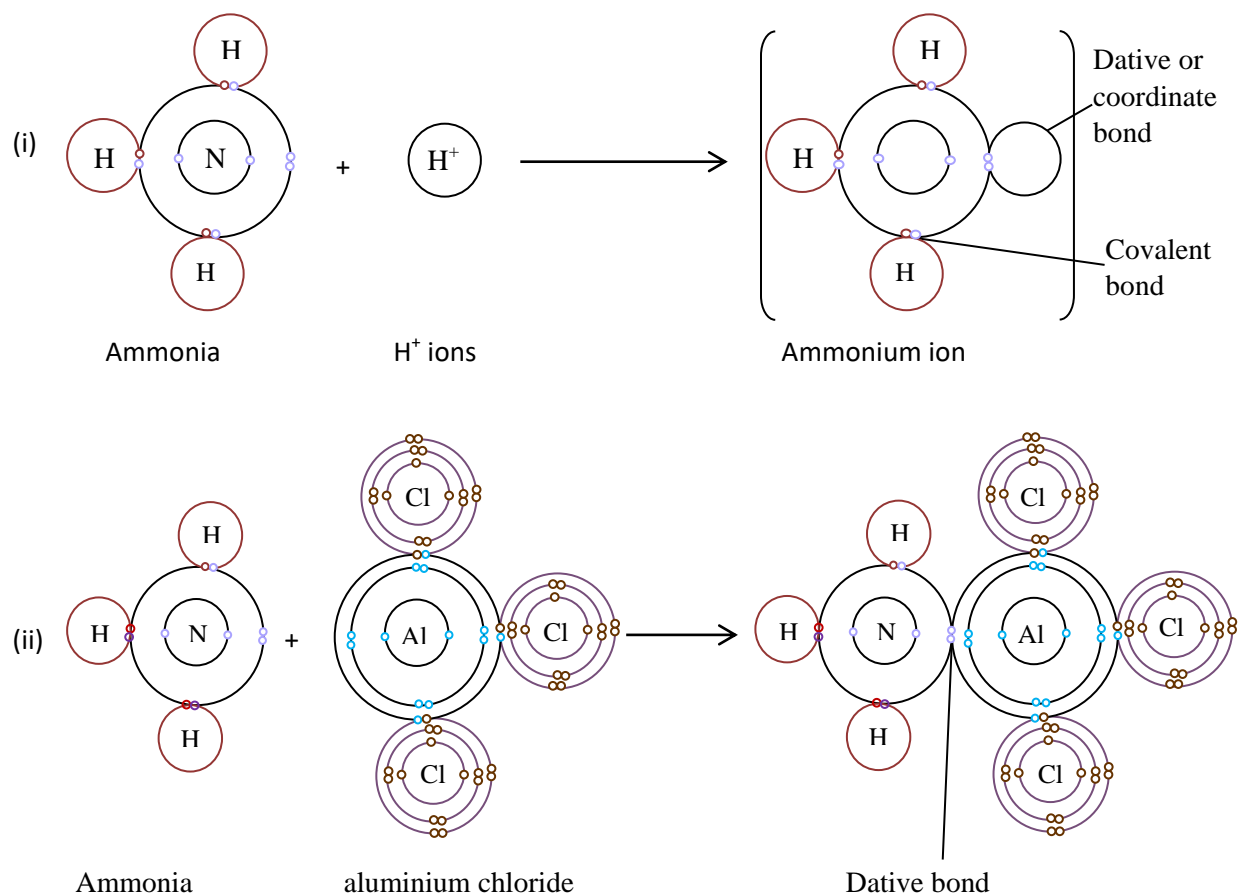 H
H
Dative or
coordinate
bond
(i)
H
N
+
H⁺
H
H
H
Covalent
bond
Ammonia
H⁺ ions
Ammonium ion
Cl
Cl
H
H
(ii)
H
N
+
Al
Cl
H
N
Al
Cl
H
H
Cl
Cl
Ammonia
aluminium chloride
Dative bond